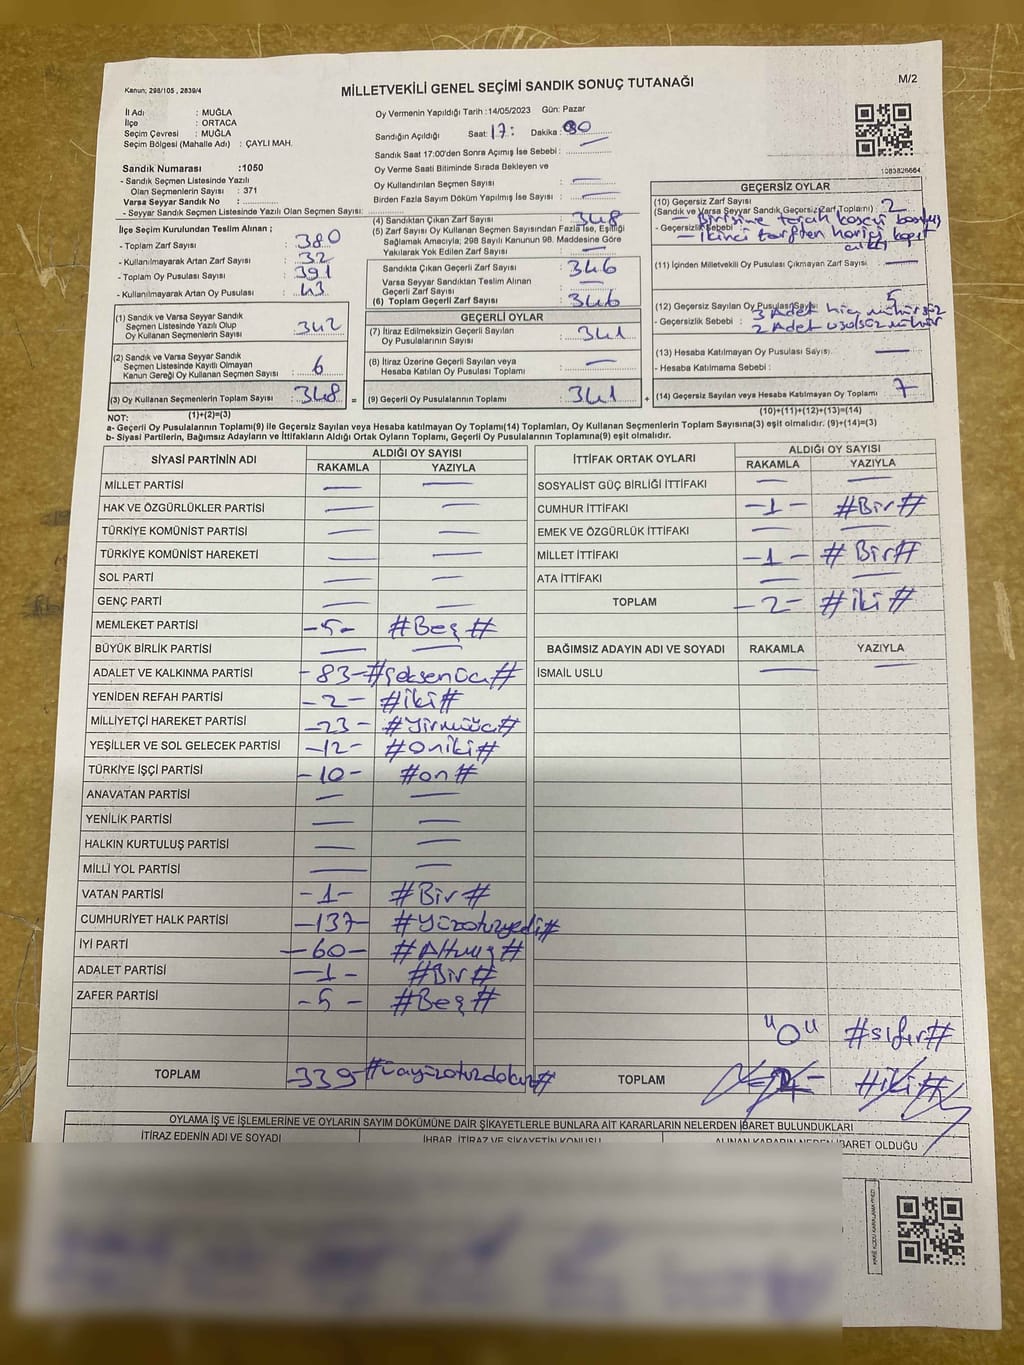 Kanun; 298/105 , 2839/4
MİLLETVEKİLİ GENEL SEÇİMİ SANDIK SONUÇ TUTANAĞI
M/2
İl Adı : MUĞLA
İlçe : ORTACA
Seçim Çevresi : MUĞLA
Seçim Bölgesi (Mahalle Adı) : ÇAYLI MAH.
Sandık Numarası :1050
- Sandık Seçmen Listesinde Yazılı
Olan Seçmenlerin Sayısı : 371
Varsa Seyyar Sandık No :
- Seyyar Sandık Seçmen Listesinde Yazılı Olan Seçmen Sayısı:
Oy Vermenin Yapıldığı Tarih :14/05/2023 Gün: Pazar
Sandığın Açıldığı Saat: 17: Dakika:
Sandık Saat 17:00'den Sonra Açımış İse Sebebi :
Oy Verme Saati Bitiminde Sırada Bekleyen ve
Oy Kullandırılan Seçmen Sayısı
Birden Fazla Sayım Döküm Yapılmış İse Sayısı :
1083826664
İlçe Seçim Kurulundan Teslim Alınan ;
- Toplam Zarf Sayısı : 380
- Kullanılmayarak Artan Zarf Sayısı : 32
- Toplam Oy Pusulası Sayısı : 391
- Kullanılmayarak Artan Oy Pusulası : 43
(1) Sandık ve Varsa Seyyar Sandık
Seçmen Listesinde Yazılı Olup
Oy Kullanan Seçmenlerin Sayısı : 342
(2) Sandık ve Varsa Seyyar Sandık
Seçmen Listesinde Kayıtlı Olmayan
Kanun Gereği Oy Kullanan Seçmen Sayısı : 6
(3) Oy Kullanan Seçmenlerin Toplam Sayısı : 348 =
(4) Sandıktan Çıkan Zarf Sayısı : 348
(5) Zarf Sayısı Oy Kullanan Seçmen Sayısından Fazla İse, Eşitliği
Sağlamak Amacıyla; 298 Sayılı Kanunun 98. Maddesine Göre
Yakılarak Yok Edilen Zarf Sayısı :
Sandıkta Çıkan Geçerli Zarf Sayısı : 346
Varsa Seyyar Sandıktan Teslim Alınan
Geçerli Zarf Sayısı :
(6) Toplam Geçerli Zarf Sayısı : 346
GEÇERLİ OYLAR
(7) İtiraz Edilmeksizin Geçerli Sayılan
Oy Pusulalarının Sayısı : 341
(8) İtiraz Üzerine Geçerli Sayılan veya
Hesaba Katılan Oy Pusulası Toplamı :
(9) Geçerli Oy Pusulalarının Toplamı : 341 +
GEÇERSİZ OYLAR
(10) Geçersiz Zarf Sayısı
(Sandık ve Varsa Seyyar Sandık Geçersiz Zarf Toplamı) : 2
- Geçersizlik Sebebi : - Birisine köşeyi
- İkinci harici
(11) İçinden Milletvekili Oy Pusulası Çıkmayan Zarf Sayısı :
(12) Geçersiz Sayılan Oy Pusulası Sayısı : 5
- Geçersizlik Sebebi : 3 Adet hiç mühürsüz
2 Adet usulsüz mühür
(13) Hesaba Katılmayan Oy Pusulası Sayısı :
- Hesaba Katılmama Sebebi :
(14) Geçersiz Sayılan veya Hesaba Katılmayan Oy Toplamı : 7
NOT: (1)+(2)=(3)
(10)+(11)+(12)+(13)=(14)
a- Geçerli Oy Pusulalarının Toplamı(9) ile Geçersiz Sayılan veya Hesaba katılmayan Oy Toplamı(14) Toplamları, Oy Kullanan Seçmenlerin Toplam Sayısına(3) eşit olmalıdır. (9)+(14)=(3)
b- Siyasi Partilerin, Bağımsız Adayların ve İttifakların Aldığı Ortak Oyların Toplamı, Geçerli Oy Pusulalarının Toplamına(9) eşit olmalıdır.
SİYASİ PARTİNİN ADI ALDIĞI OY SAYISI
RAKAMLA YAZIYLA
MİLLET PARTİSİ
HAK VE ÖZGÜRLÜKLER PARTİSİ
TÜRKİYE KOMÜNİST PARTİSİ
TÜRKİYE KOMÜNİST HAREKETİ
SOL PARTİ
GENÇ PARTİ
MEMLEKET PARTİSİ -5- #Beş#
BÜYÜK BİRLİK PARTİSİ
ADALET VE KALKINMA PARTİSİ -83- #Seksenüç#
YENİDEN REFAH PARTİSİ -2- #iki#
MİLLİYETÇİ HAREKET PARTİSİ -23- #Yirmiüç#
YEŞİLLER VE SOL GELECEK PARTİSİ -12- #Oniki#
TÜRKİYE İŞÇİ PARTİSİ -10- #on#
ANAVATAN PARTİSİ
YENİLİK PARTİSİ
HALKIN KURTULUŞ PARTİSİ
MİLLİ YOL PARTİSİ
VATAN PARTİSİ -1- #Bir#
CUMHURİYET HALK PARTİSİ -137- #Yüzotuzyedi#
İYİ PARTİ -60- #Altmış#
ADALET PARTİSİ -1- #Bir#
ZAFER PARTİSİ -5- #Beş#
TOPLAM -339- #üçyüzotuzdokuz#
İTTİFAK ORTAK OYLARI ALDIĞI OY SAYISI
RAKAMLA YAZIYLA
SOSYALİST GÜÇ BİRLİĞİ İTTİFAKI
CUMHUR İTTİFAKI -1- #Bir#
EMEK VE ÖZGÜRLÜK İTTİFAKI
MİLLET İTTİFAKI -1- #Bir#
ATA İTTİFAKI
TOPLAM -2- #iki#
BAĞIMSIZ ADAYIN ADI VE SOYADI RAKAMLA YAZIYLA
İSMAİL USLU
"0" #sıfır#
TOPLAM #iki#
OYLAMA İŞ VE İŞLEMLERİNE VE OYLARIN SAYIM DÖKÜMÜNE DAİR ŞİKAYETLERLE BUNLARA AİT KARARLARIN NELERDEN İBARET BULUNDUKLARI
İTİRAZ EDENİN ADI VE SOYADI İHBAR, İTİRAZ VE ŞİKAYETİN KONUSU ALINAN KARARIN NEDEN İBARET OLDUĞU